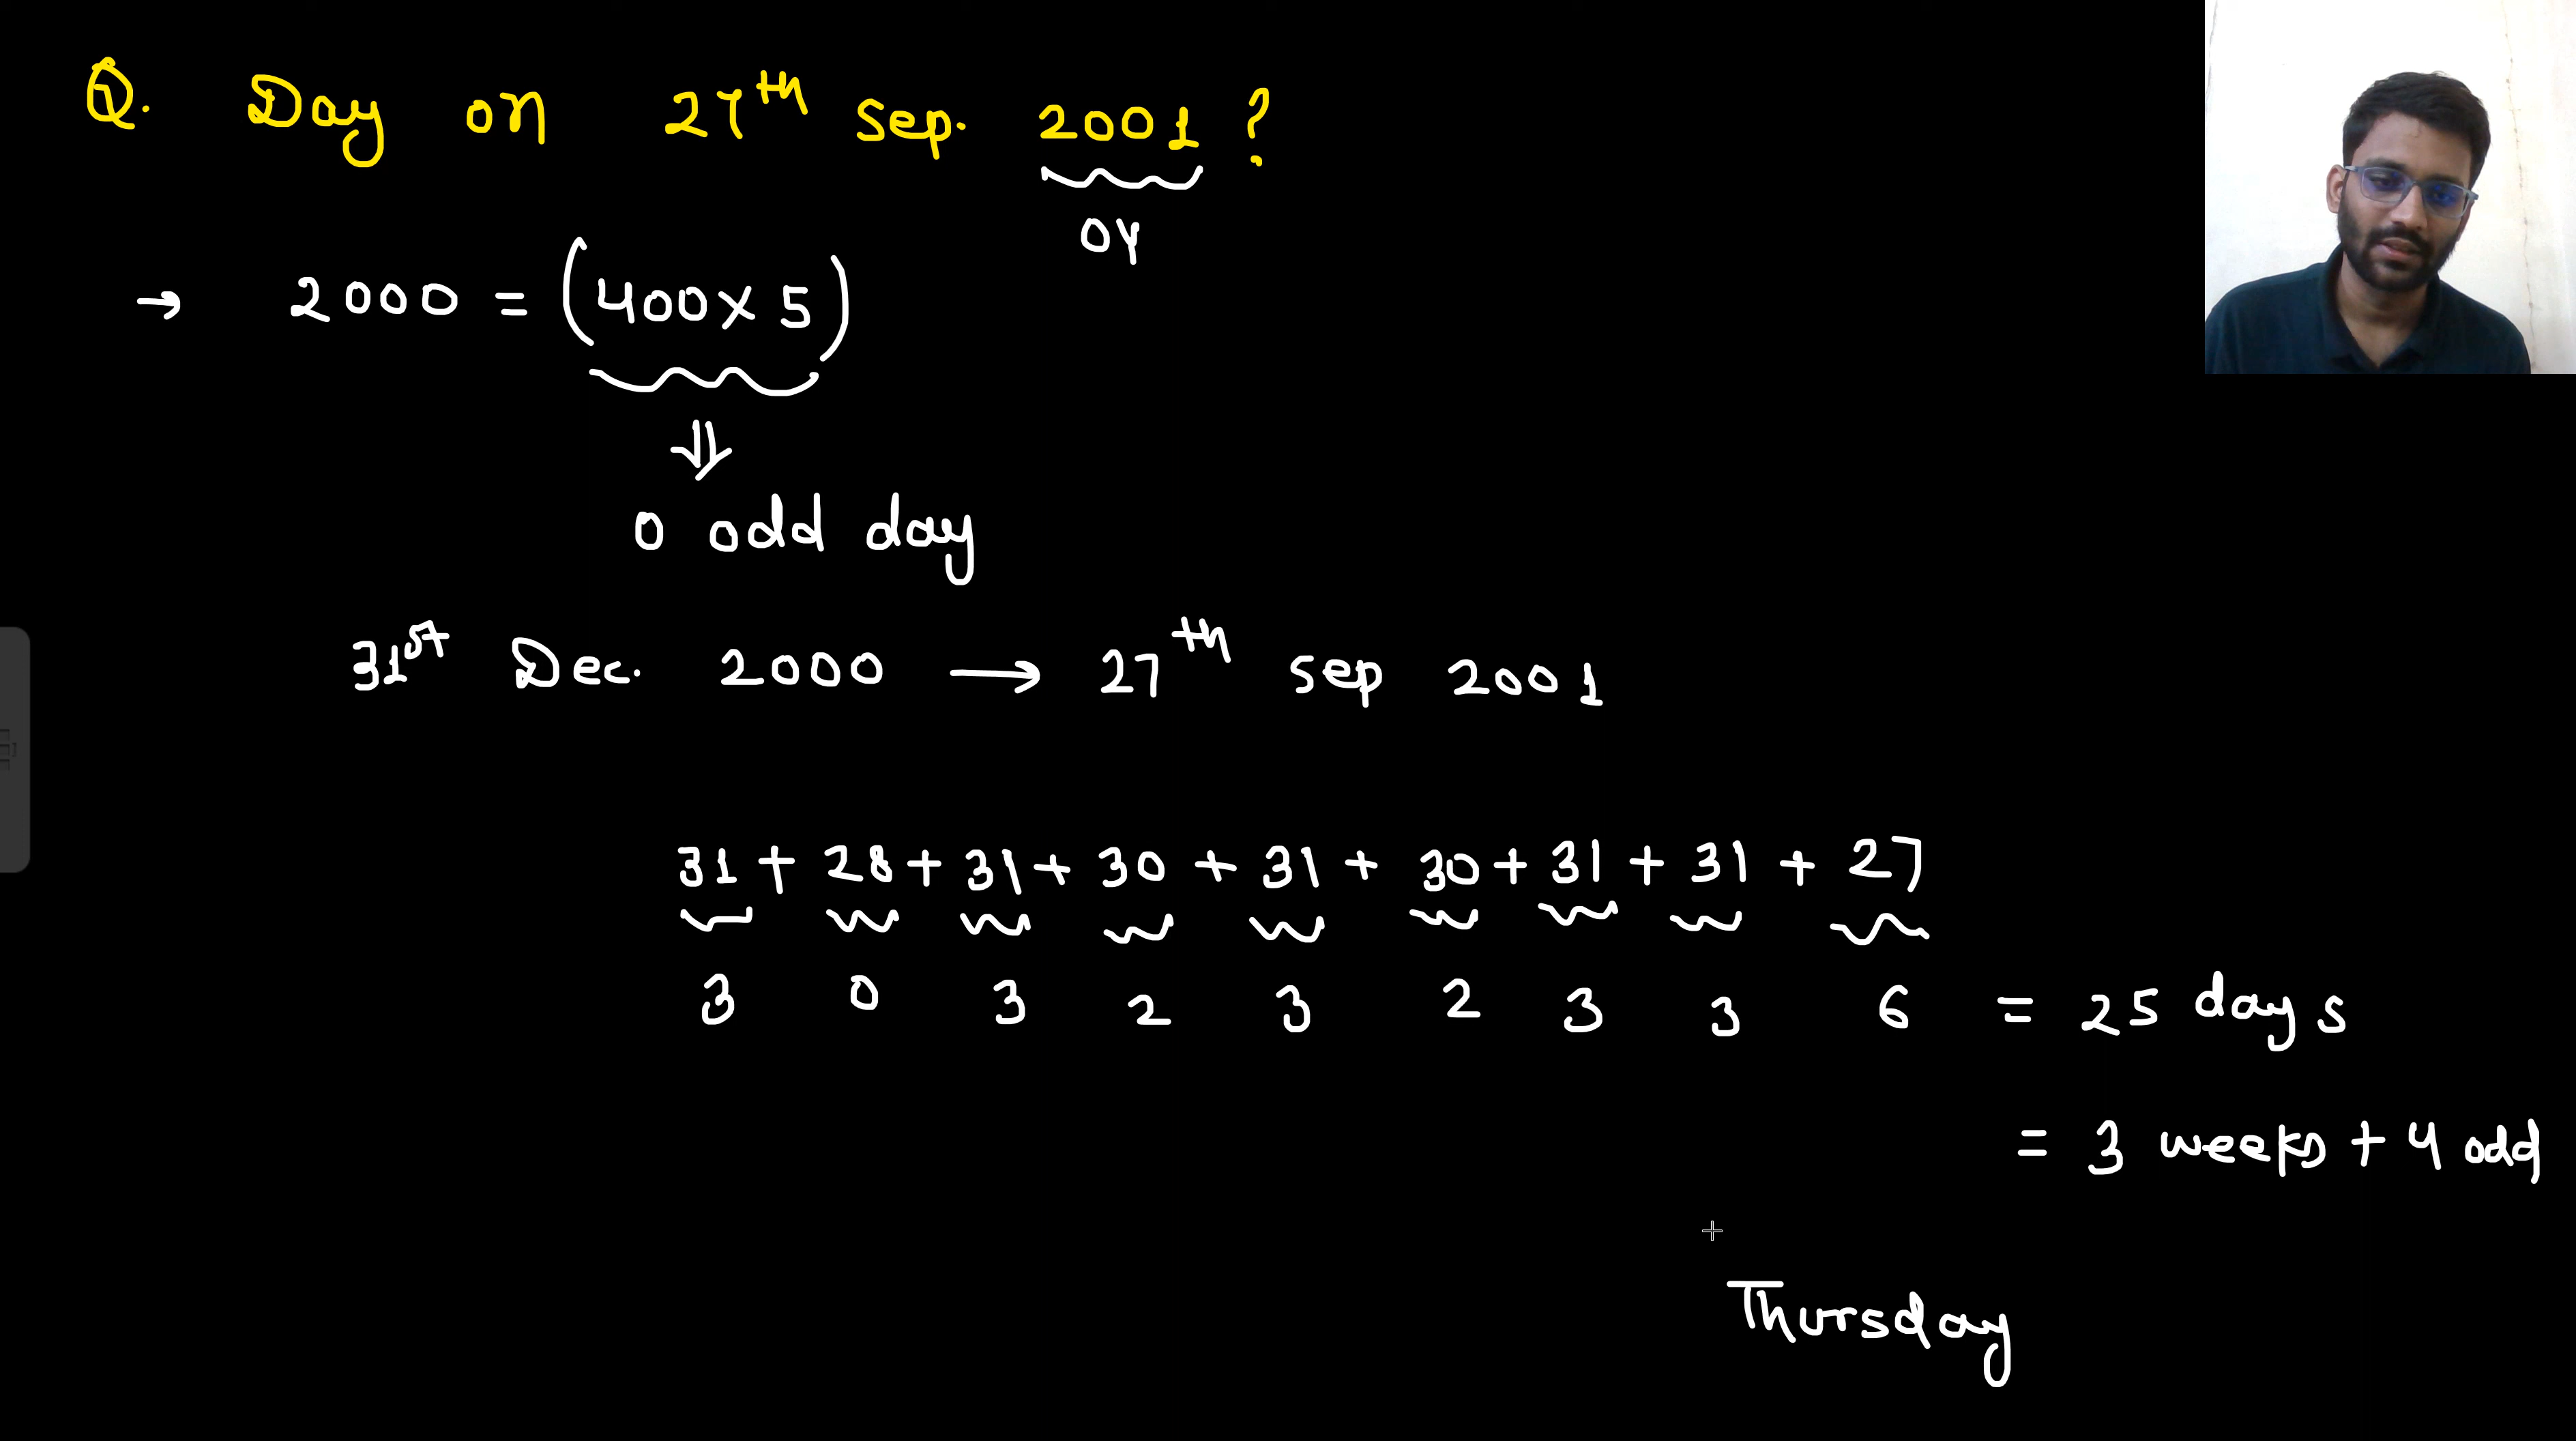 Q. Day on 27th Sep. 2001 ?
OY
→ 2000 = (400 × 5)
⇓
0 odd day
31st Dec. 2000 → 27th Sep 2001
31 + 28 + 31 + 30 + 31 + 30 + 31 + 31 + 27
3 0 3 2 3 2 3 3 6 = 25 days
= 3 weeks + 4 odd
Thursday